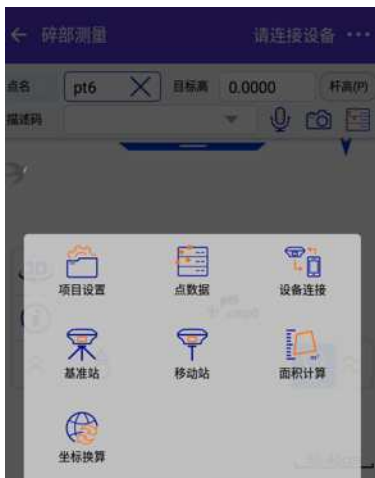 碎部测量 请连接设备
点名 pt6 目标高 0.0000 杆高(P)
描述码
项目设置 点数据 设备连接
基准站 移动站 面积计算
坐标换算